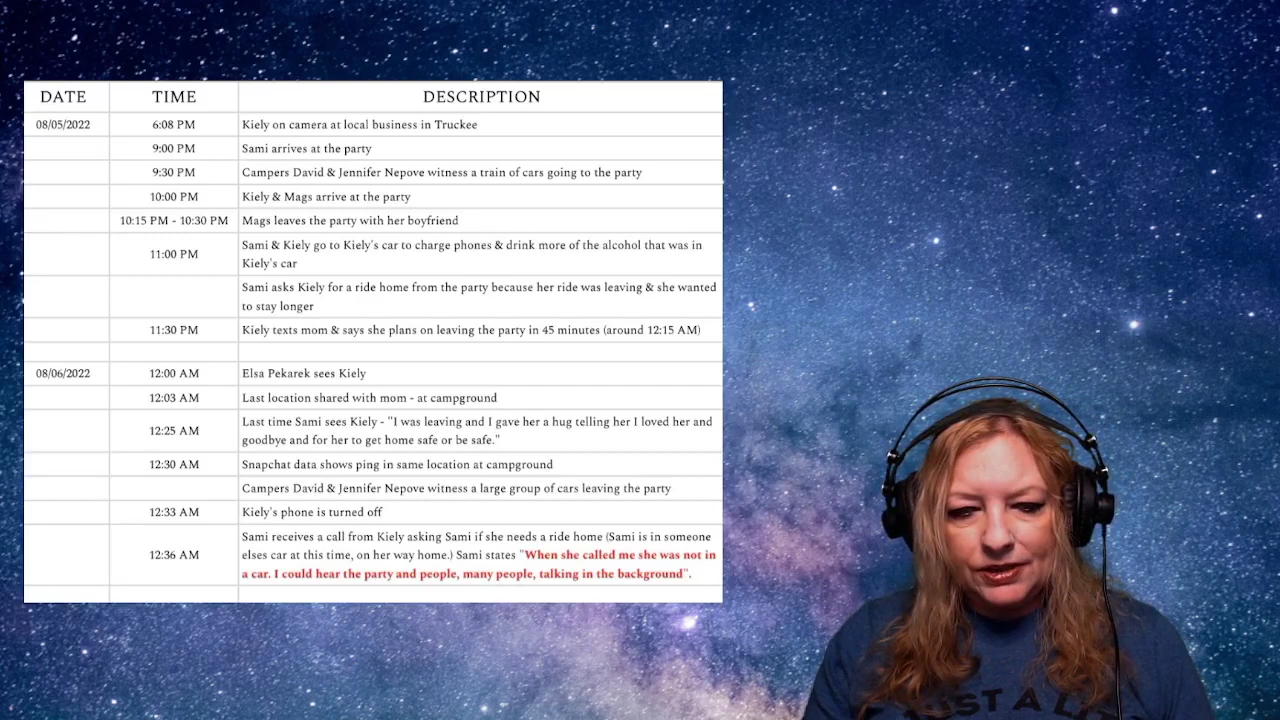 DATE TIME DESCRIPTION
08/05/2022 6:08 PM Kiely on camera at local business in Truckee
9:00 PM Sami arrives at the party
9:30 PM Campers David & Jennifer Nepove witness a train of cars going to the party
10:00 PM Kiely & Mags arrive at the party
10:15 PM - 10:30 PM Mags leaves the party with her boyfriend
11:00 PM Sami & Kiely go to Kiely's car to charge phones & drink more of the alcohol that was in
Kiely's car
Sami asks Kiely for a ride home from the party because her ride was leaving & she wanted
to stay longer
11:30 PM Kiely texts mom & says she plans on leaving the party in 45 minutes (around 12:15 AM)
08/06/2022 12:00 AM Elsa Pekarek sees Kiely
12:03 AM Last location shared with mom - at campground
12:25 AM Last time Sami sees Kiely - "I was leaving and I gave her a hug telling her I loved her and
goodbye and for her to get home safe or be safe."
12:30 AM Snapchat data shows ping in same location at campground
Campers David & Jennifer Nepove witness a large group of cars leaving the party
12:33 AM Kiely's phone is turned off
12:36 AM Sami receives a call from Kiely asking Sami if she needs a ride home (Sami is in someone
elses car at this time, on her way home.) Sami states "When she called me she was not in
a car. I could hear the party and people, many people, talking in the background".
A